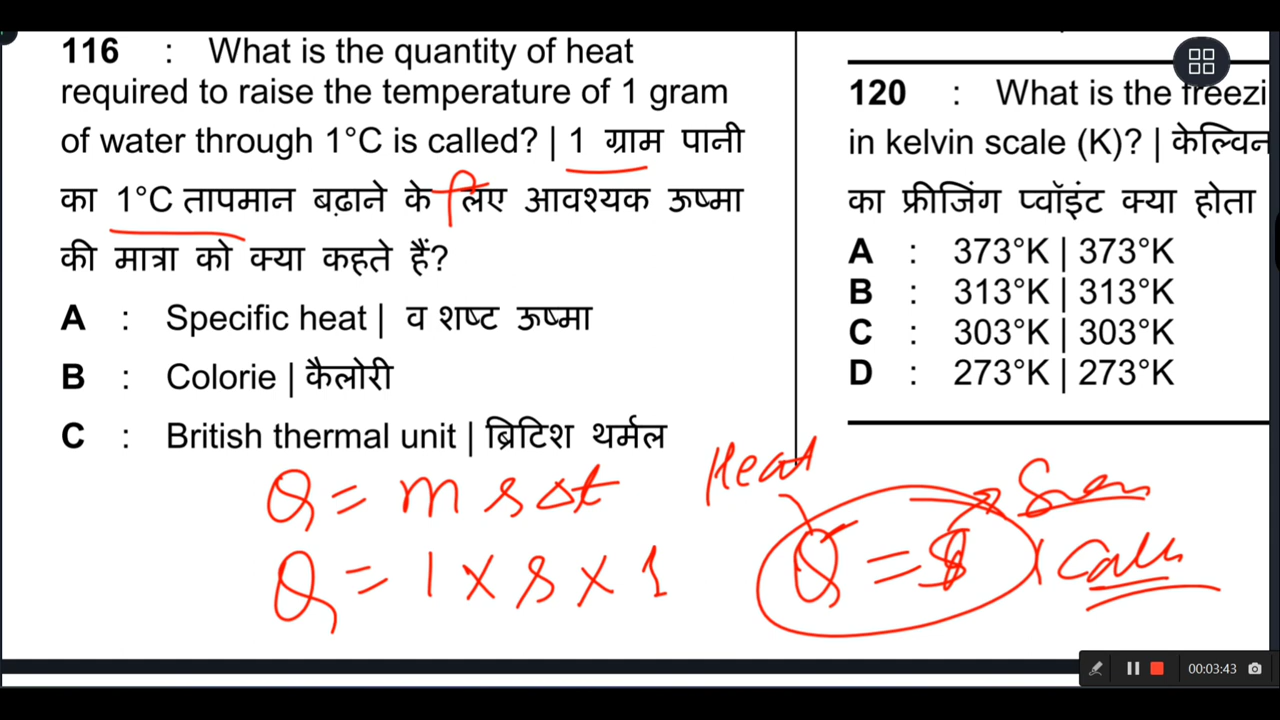 116 : What is the quantity of heat
required to raise the temperature of 1 gram
of water through 1°C is called? | 1 ग्राम पानी
का 1°C तापमान बढ़ाने के लिए आवश्यक ऊष्मा
की मात्रा को क्या कहते हैं?
A : Specific heat | व शष्ट ऊष्मा
B : Colorie | कैलोरी
C : British thermal unit | ब्रिटिश थर्मल
Q = m s Δt
Q = 1 × s × 1
120 : What is the freezi
in kelvin scale (K)? | केल्विन
का फ्रीजिंग प्वॉइंट क्या होता
A : 373°K | 373°K
B : 313°K | 313°K
C : 303°K | 303°K
D : 273°K | 273°K
Heat
Q = s
00:03:43